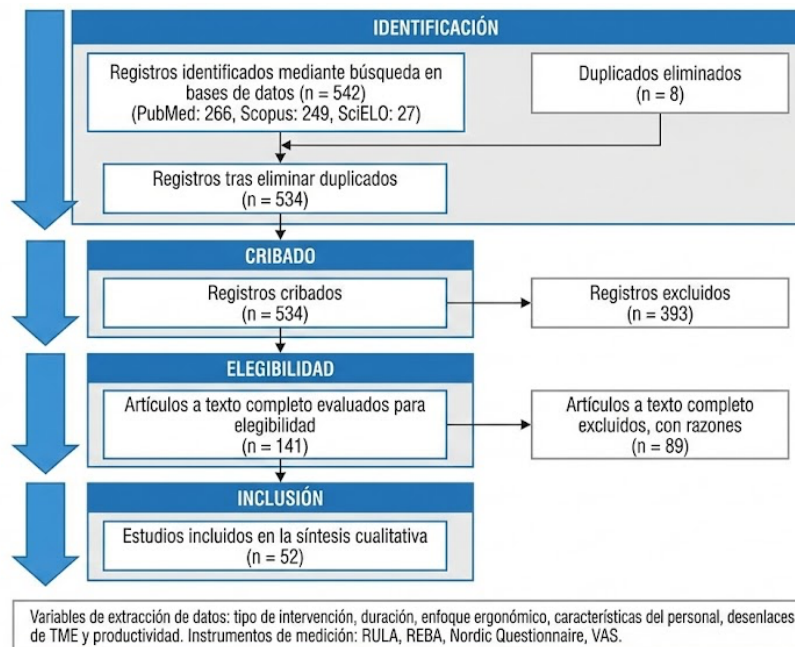 IDENTIFICACIÓN
Registros identificados mediante búsqueda en
bases de datos (n = 542)
(PubMed: 266, Scopus: 249, SciELO: 27)
Duplicados eliminados
(n = 8)
Registros tras eliminar duplicados
(n = 534)
CRIBADO
Registros cribados
(n = 534)
Registros excluidos
(n = 393)
ELEGIBILIDAD
Artículos a texto completo evaluados para
elegibilidad
(n = 141)
Artículos a texto completo
excluidos, con razones
(n = 89)
INCLUSIÓN
Estudios incluidos en la síntesis cualitativa
(n = 52)
Variables de extracción de datos: tipo de intervención, duración, enfoque ergonómico, características del personal, desenlaces
de TME y productividad. Instrumentos de medición: RULA, REBA, Nordic Questionnaire, VAS.